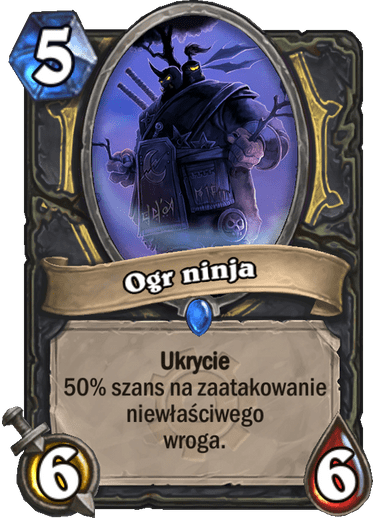 5
Ogr ninja
Ukrycie
50% szans na zaatakowanie
niewłaściwego
wroga.
6
6